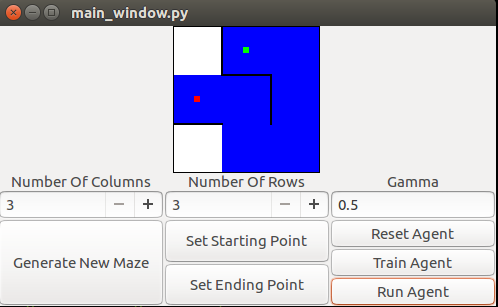 main_window.py
Number Of Columns
Number Of Rows
Gamma
3
3
0.5
Generate New Maze
Set Starting Point
Set Ending Point
Reset Agent
Train Agent
Run Agent